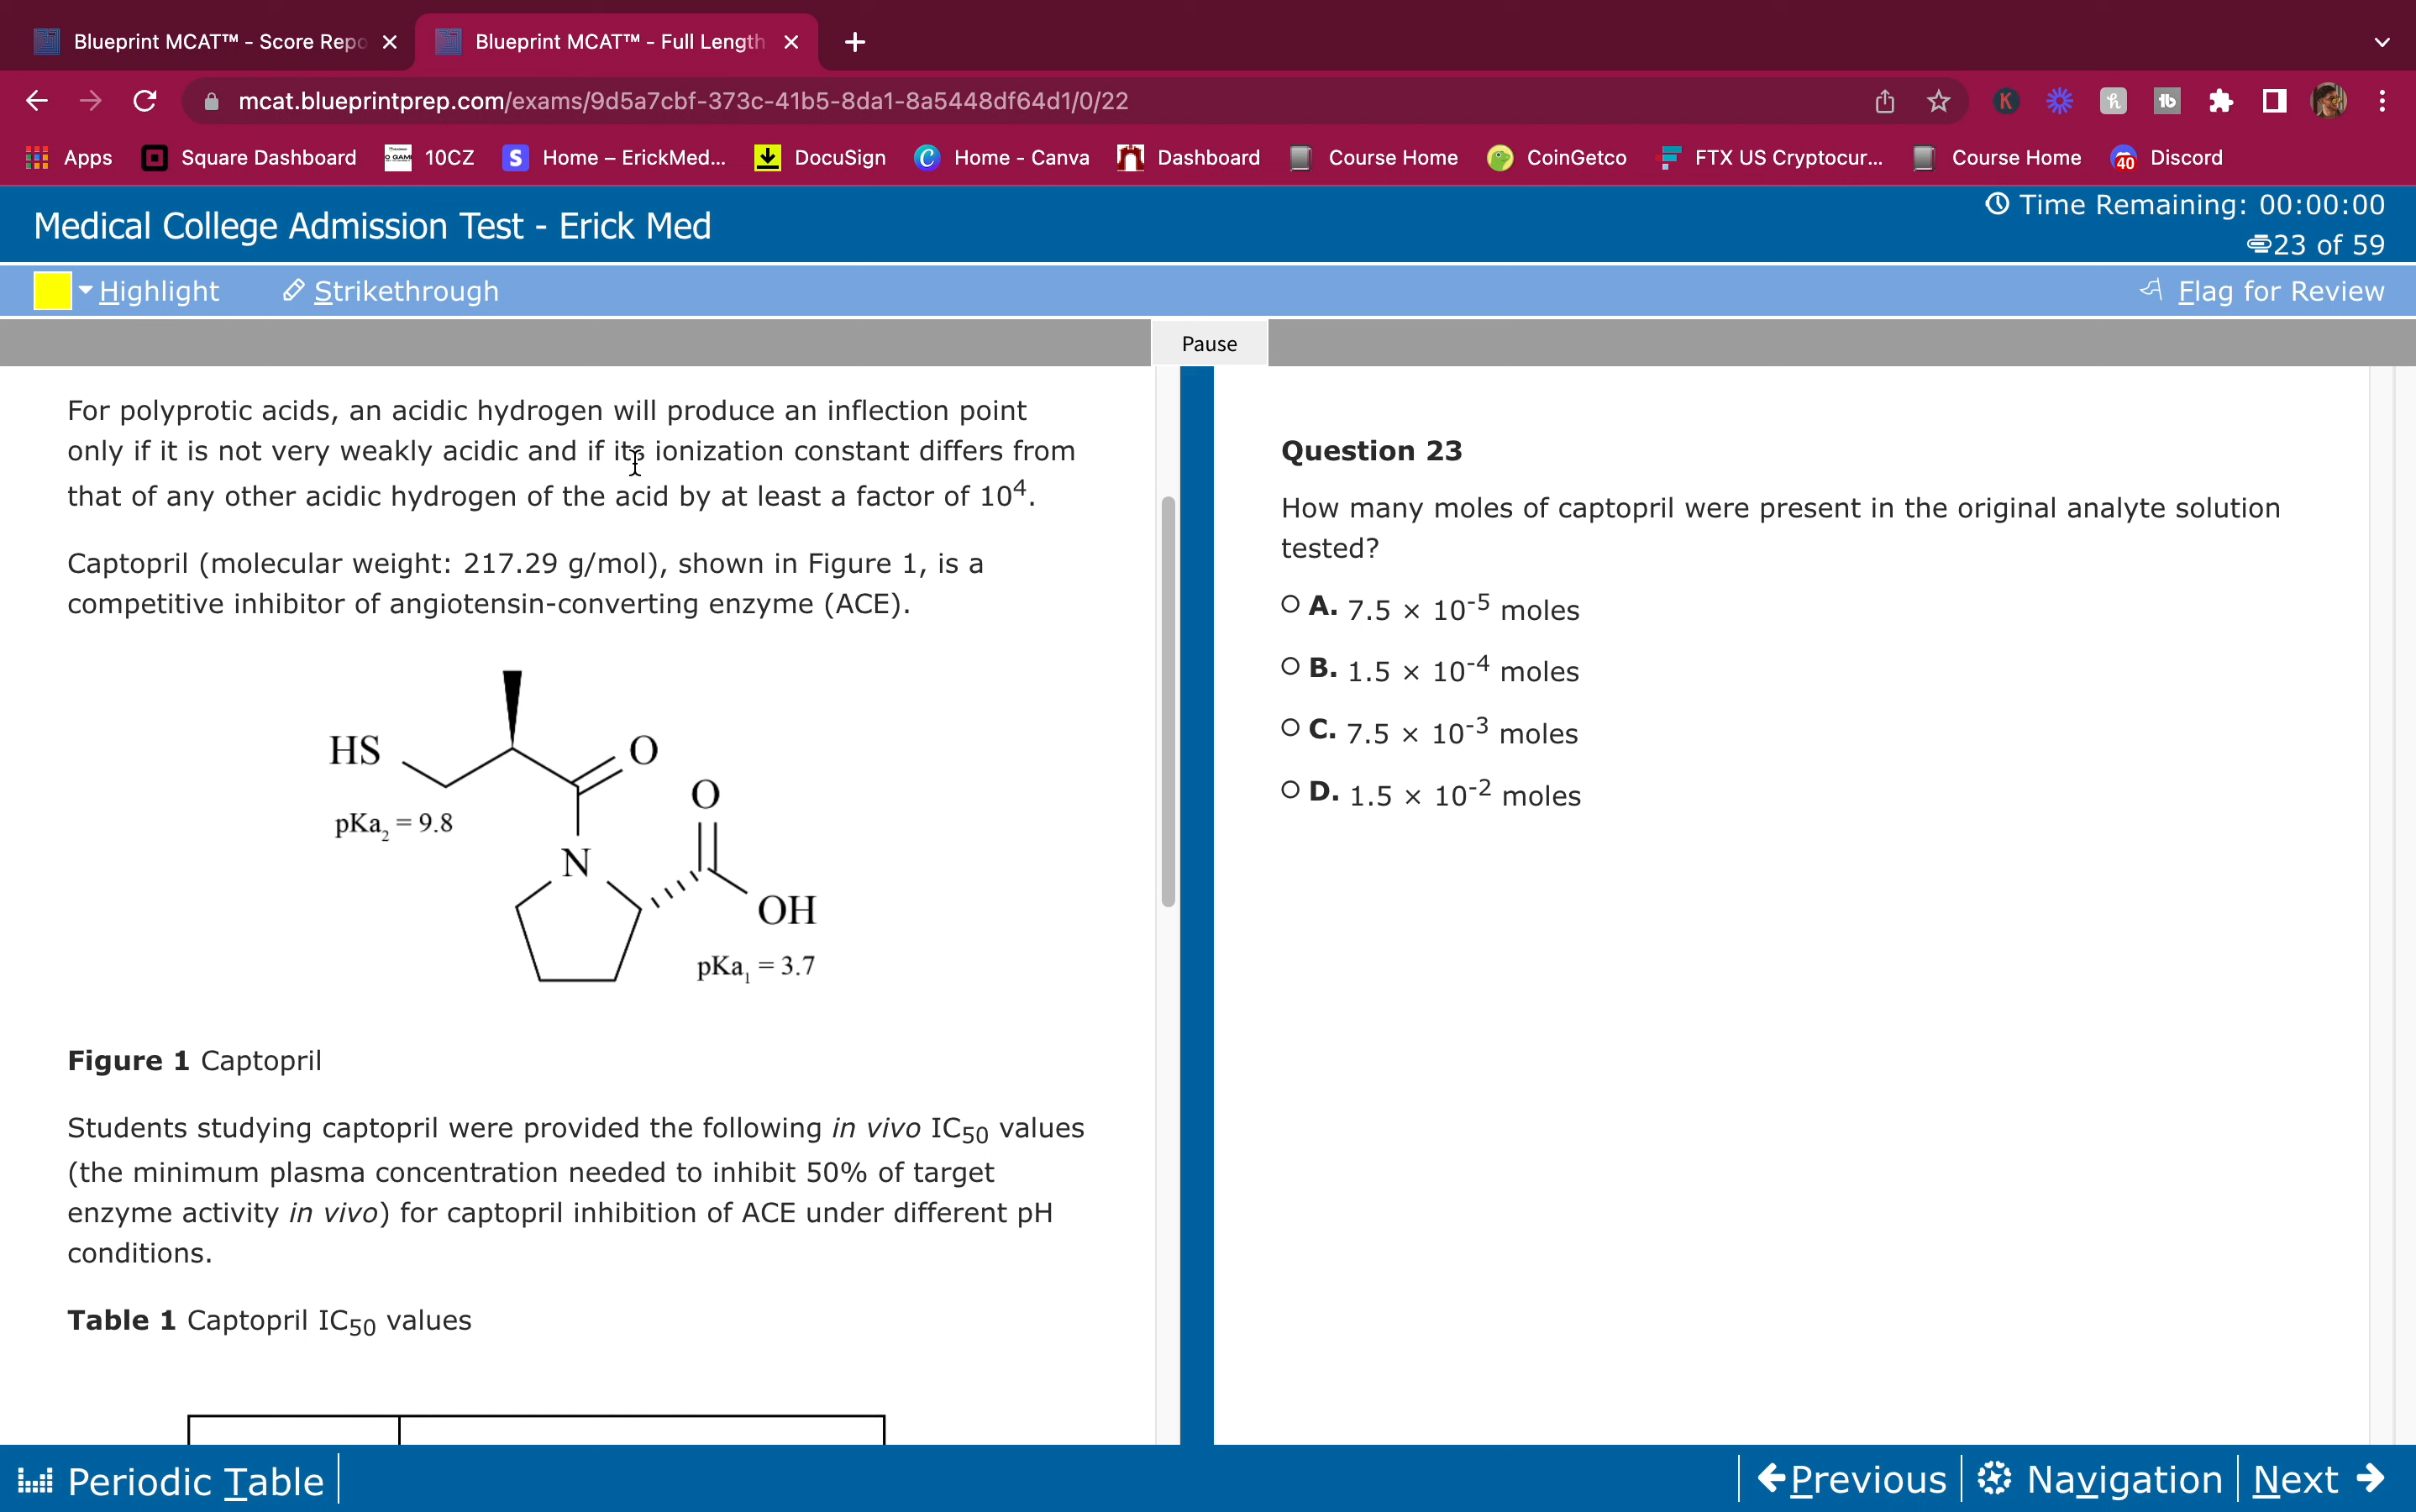 Blueprint MCAT™ - Score Repo
Blueprint MCAT™ - Full Length
mcat.blueprintprep.com/exams/9d5a7cbf-373c-41b5-8da1-8a5448df64d1/0/22
Apps
Square Dashboard
10CZ
Home – ErickMed...
DocuSign
Home - Canva
Dashboard
Course Home
CoinGetco
FTX US Cryptocur...
Course Home
40
Discord
Medical College Admission Test - Erick Med
Time Remaining: 00:00:00
23 of 59
Highlight
Strikethrough
Flag for Review
Pause
For polyprotic acids, an acidic hydrogen will produce an inflection point
only if it is not very weakly acidic and if its ionization constant differs from
that of any other acidic hydrogen of the acid by at least a factor of 10⁴.
Captopril (molecular weight: 217.29 g/mol), shown in Figure 1, is a
competitive inhibitor of angiotensin-converting enzyme (ACE).
HS
O
O
pKa₂ = 9.8
N
OH
pKa₁ = 3.7
Figure 1 Captopril
Students studying captopril were provided the following in vivo IC₅₀ values
(the minimum plasma concentration needed to inhibit 50% of target
enzyme activity in vivo) for captopril inhibition of ACE under different pH
conditions.
Table 1 Captopril IC₅₀ values
Question 23
How many moles of captopril were present in the original analyte solution
tested?
A. 7.5 × 10⁻⁵ moles
B. 1.5 × 10⁻⁴ moles
C. 7.5 × 10⁻³ moles
D. 1.5 × 10⁻² moles
Periodic Table
Previous
Navigation
Next